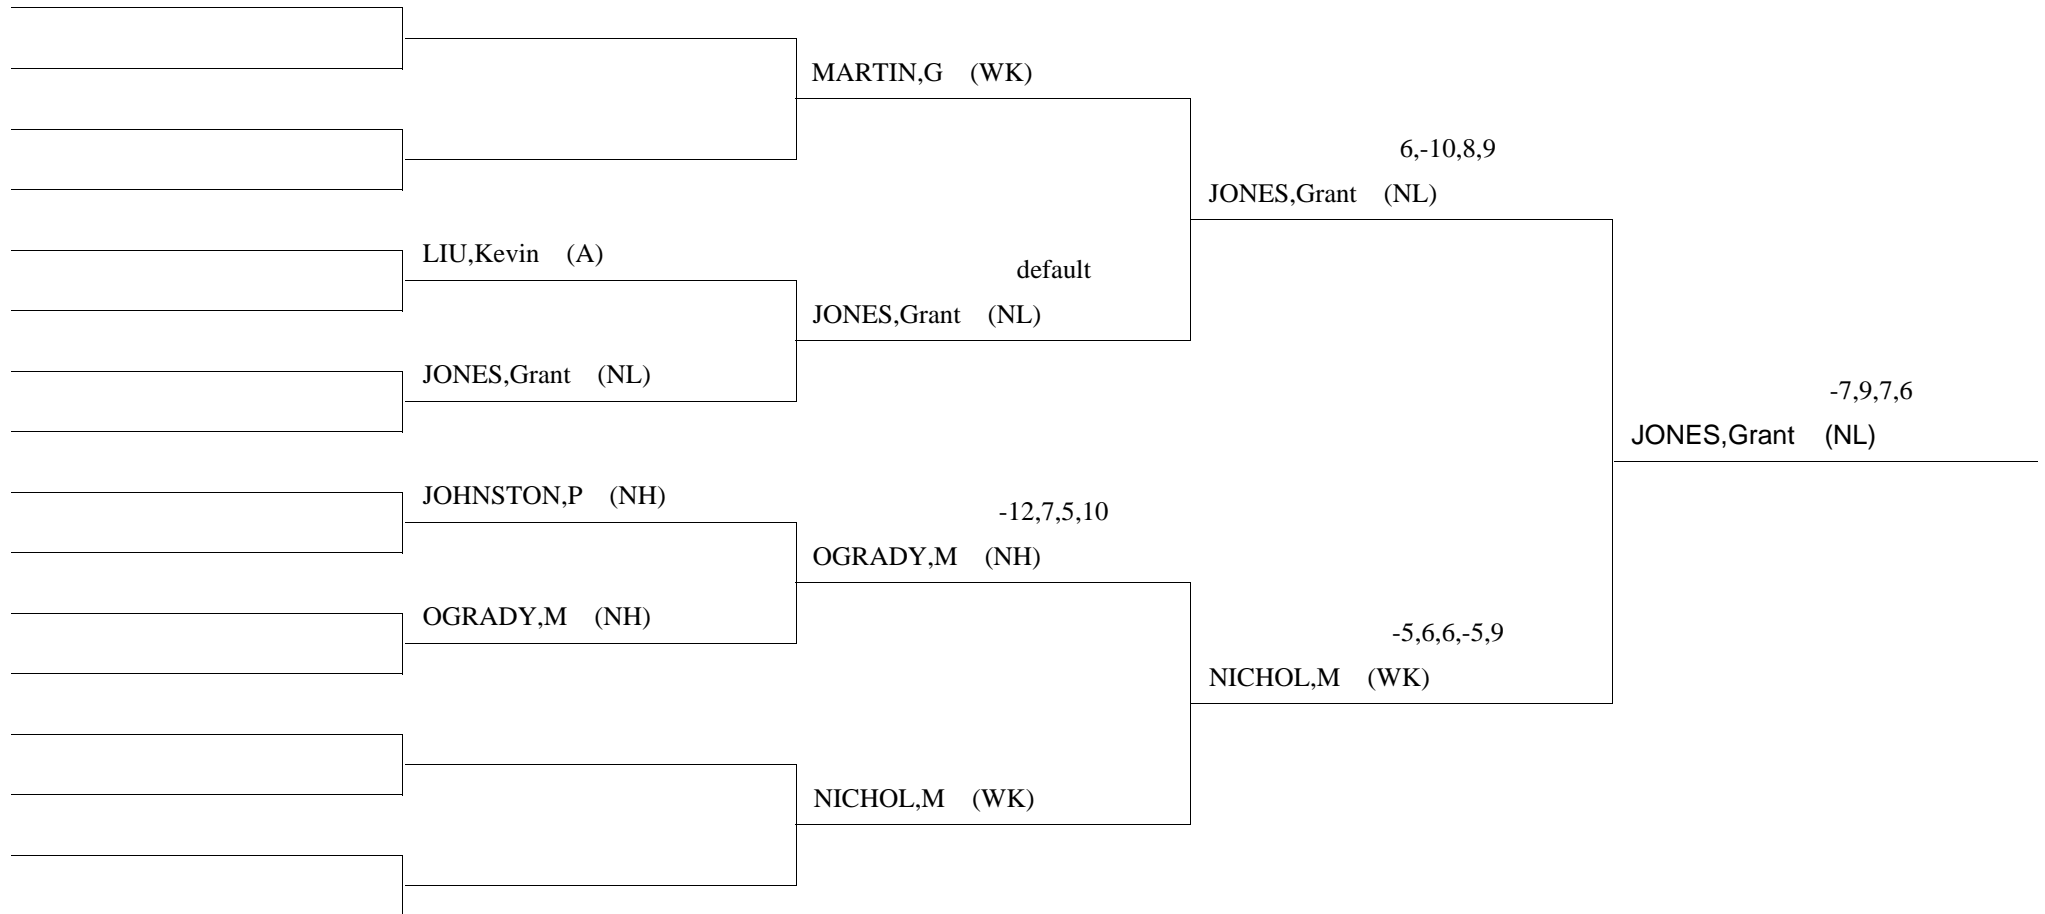 MARTIN,G (WK)
6,-10,8,9
JONES,Grant (NL)
LIU,Kevin (A)
default
JONES,Grant (NL)
JONES,Grant (NL)
-7,9,7,6
JONES,Grant (NL)
JOHNSTON,P (NH)
-12,7,5,10
OGRADY,M (NH)
OGRADY,M (NH)
-5,6,6,-5,9
NICHOL,M (WK)
NICHOL,M (WK)